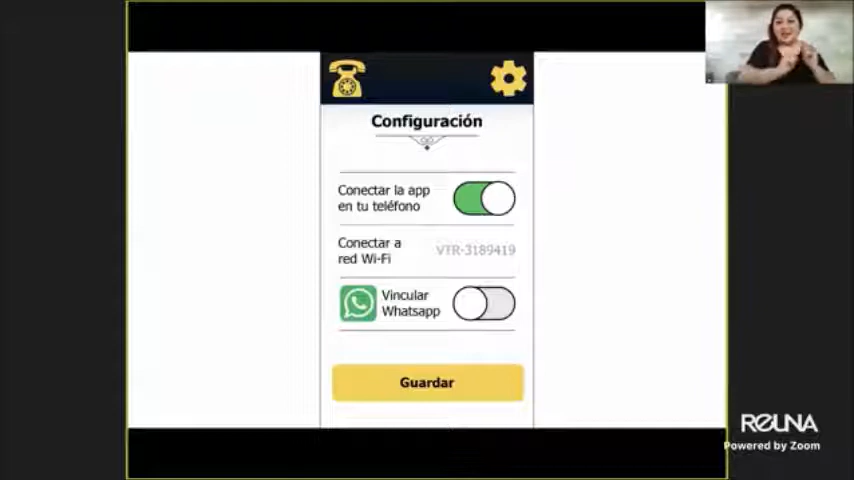 Configuración
Conectar la app
en tu teléfono
Conectar a
red Wi-Fi
VTR-3189419
Vincular
Whatsapp
Guardar
REUNA
Powered by Zoom